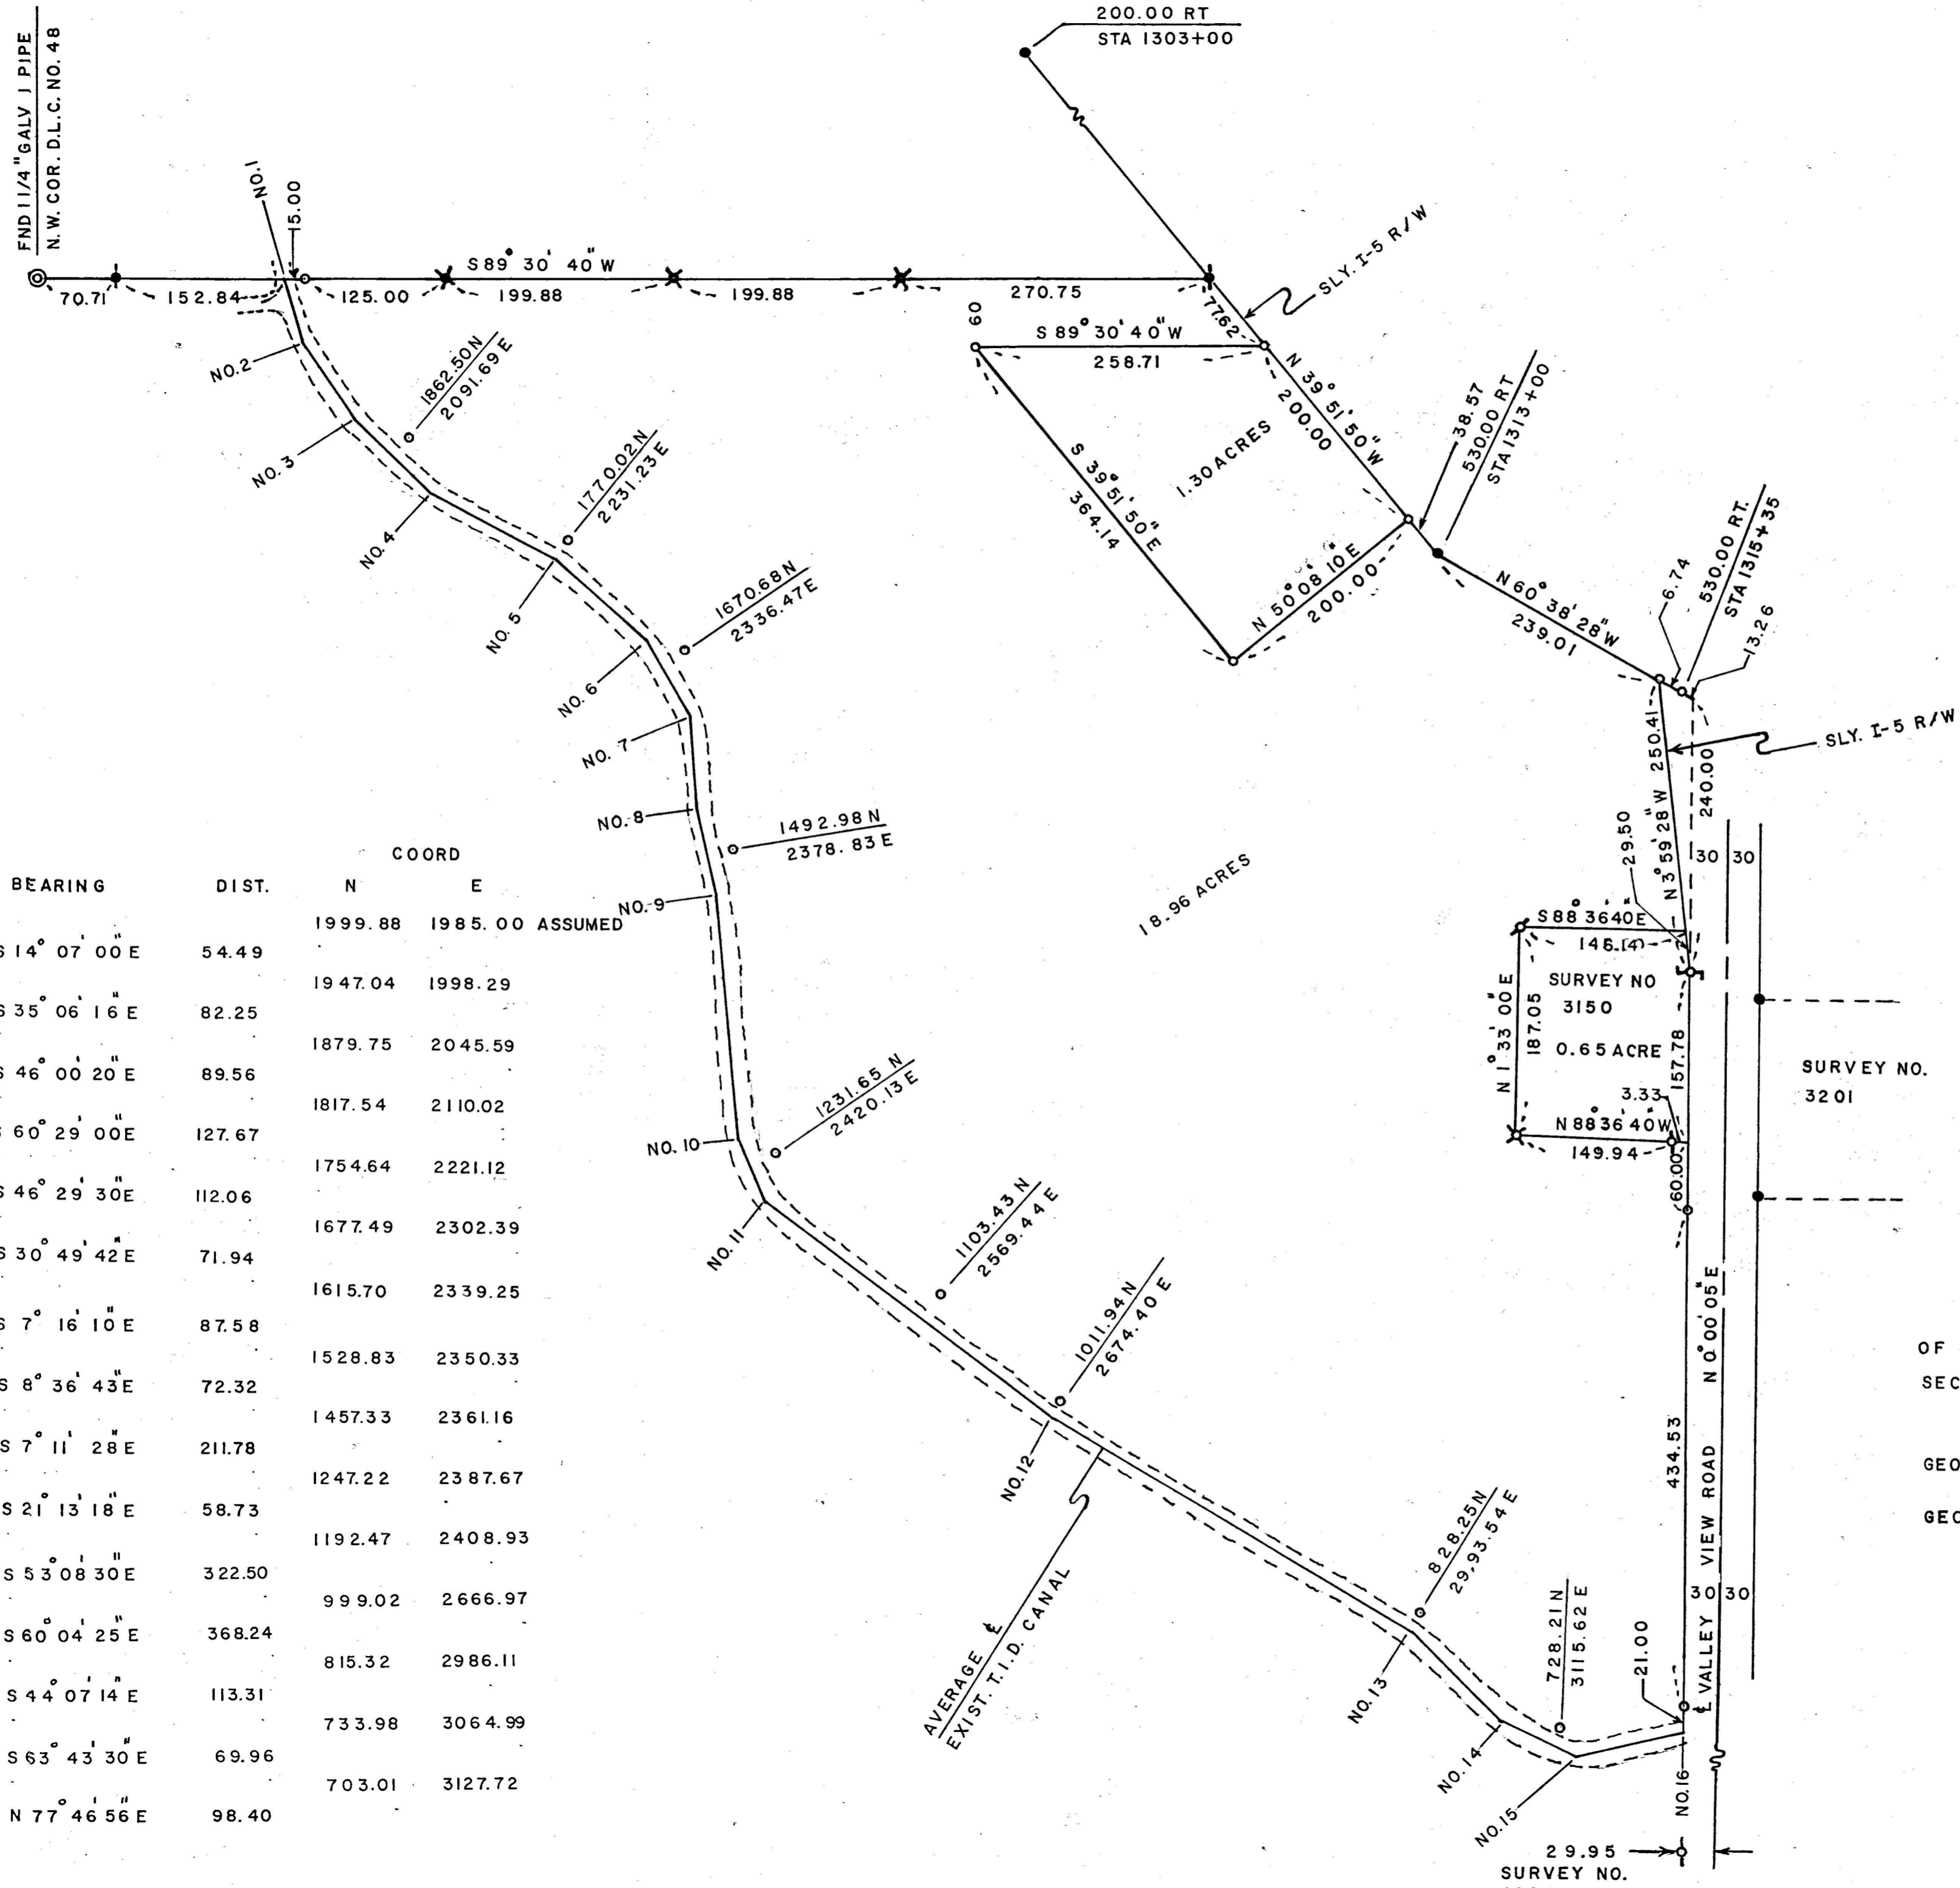 FND 1 1/4" GALV J PIPE
N.W. COR. D.L.C. NO. 48
200.00 RT
STA 1303+00
NO.1
15.00
S 89° 30' 40" W
70.71
152.84
125.00
199.88
199.88
270.75
SLY. I-5 R/W
77.62
60
S 89° 30' 40" W
258.71
N 39° 51' 50" W
200.00
1.30 ACRES
S 39° 51' 50" E
364.14
N 50° 08' 10" E
200.00
38.57
530.00 RT
STA 1313+00
N 60° 38' 28" W
239.01
6.74
530.00 RT.
STA 1315+35
13.26
SLY. I-5 R/W
N 3° 59' 28" W 250.41
240.00
29.50
30 30
S 88° 36' 40" E
146.14
SURVEY NO
3150
0.65 ACRE
N 1° 33' 00" E
187.05
157.78
3.33
N 88° 36' 40" W
149.94
60.00
SURVEY NO.
3201
18.96 ACRES
NO.2
NO. 3
NO. 4
NO. 5
NO. 6
NO. 7
NO. 8
NO. 9
NO. 10
NO. 11
NO. 12
NO. 13
NO. 14
NO. 15
NO. 16
1862.50 N
2091.69 E
1770.02 N
2231.23 E
1670.68 N
2336.47 E
1492.98 N
2378.83 E
1231.65 N
2420.13 E
1103.43 N
2569.44 E
1011.94 N
2674.40 E
828.25 N
29,93.54 E
728.21 N
3115.62 E
AVERAGE ℄
EXIST. T.I.D. CANAL
434.53
℄ VALLEY VIEW ROAD N 0° 00' 05" E
30 30
21.00
29.95
SURVEY NO.
COORD
BEARING DIST. N E
1999.88 1985.00 ASSUMED
S 14° 07' 00" E 54.49
1947.04 1998.29
S 35° 06' 16" E 82.25
1879.75 2045.59
S 46° 00' 20" E 89.56
1817.54 2110.02
S 60° 29' 00" E 127.67
1754.64 2221.12
S 46° 29' 30" E 112.06
1677.49 2302.39
S 30° 49' 42" E 71.94
1615.70 2339.25
S 7° 16' 10" E 87.58
1528.83 2350.33
S 8° 36' 43" E 72.32
1457.33 2361.16
S 7° 11' 28" E 211.78
1247.22 2387.67
S 21° 13' 18" E 58.73
1192.47 2408.93
S 53° 08' 30" E 322.50
999.02 2666.97
S 60° 04' 25" E 368.24
815.32 2986.11
S 44° 07' 14" E 113.31
733.98 3064.99
S 63° 43' 30" E 69.96
703.01 3127.72
N 77° 46' 56" E 98.40
OF
SEC
GEO
GEO